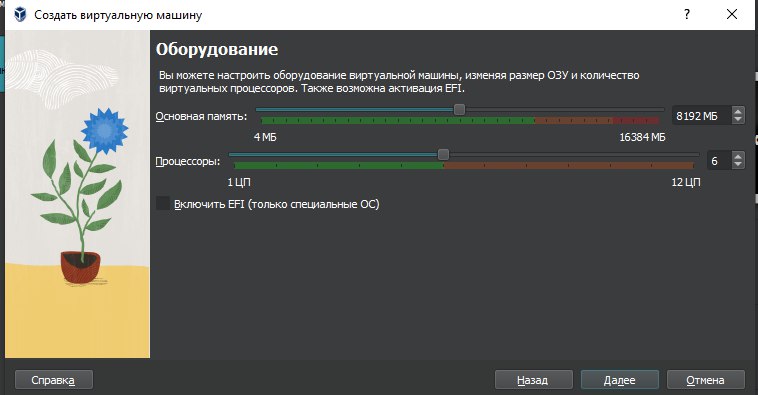 Создать виртуальную машину
?
Оборудование
Вы можете настроить оборудование виртуальной машины, изменяя размер ОЗУ и количество
виртуальных процессоров. Также возможна активация EFI.
Основная память:
8192 МБ
4 МБ
16384 МБ
Процессоры:
6
1 ЦП
12 ЦП
Включить EFI (только специальные ОС)
Справка
Назад
Далее
Отмена